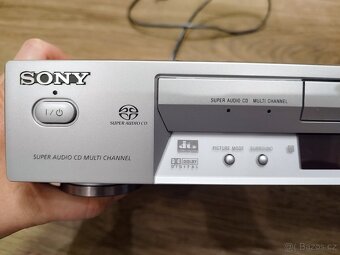 SONY
I/⏻
SUPER AUDIO CD
SUPER AUDIO CD MULTI CHANNEL
SUPER AUDIO CD MULTI CHANNEL
dts
DOLBY
DIGITAL
PICTURE MODE
SURROUND
Bazos.cz